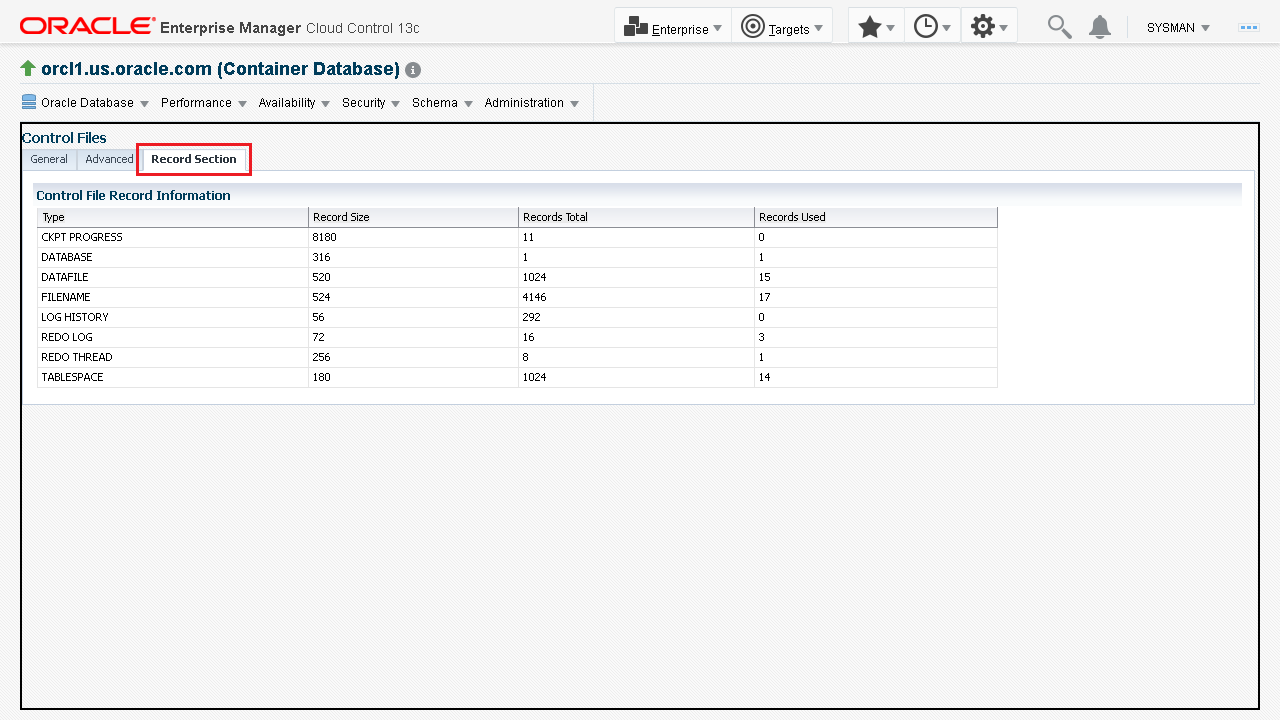 ORACLE Enterprise Manager Cloud Control 13c Enterprise Targets SYSMAN
orcl1.us.oracle.com (Container Database)
Oracle Database Performance Availability Security Schema Administration
Control Files
General Advanced Record Section
Control File Record Information
Type Record Size Records Total Records Used
CKPT PROGRESS 8180 11 0
DATABASE 316 1 1
DATAFILE 520 1024 15
FILENAME 524 4146 17
LOG HISTORY 56 292 0
REDO LOG 72 16 3
REDO THREAD 256 8 1
TABLESPACE 180 1024 14